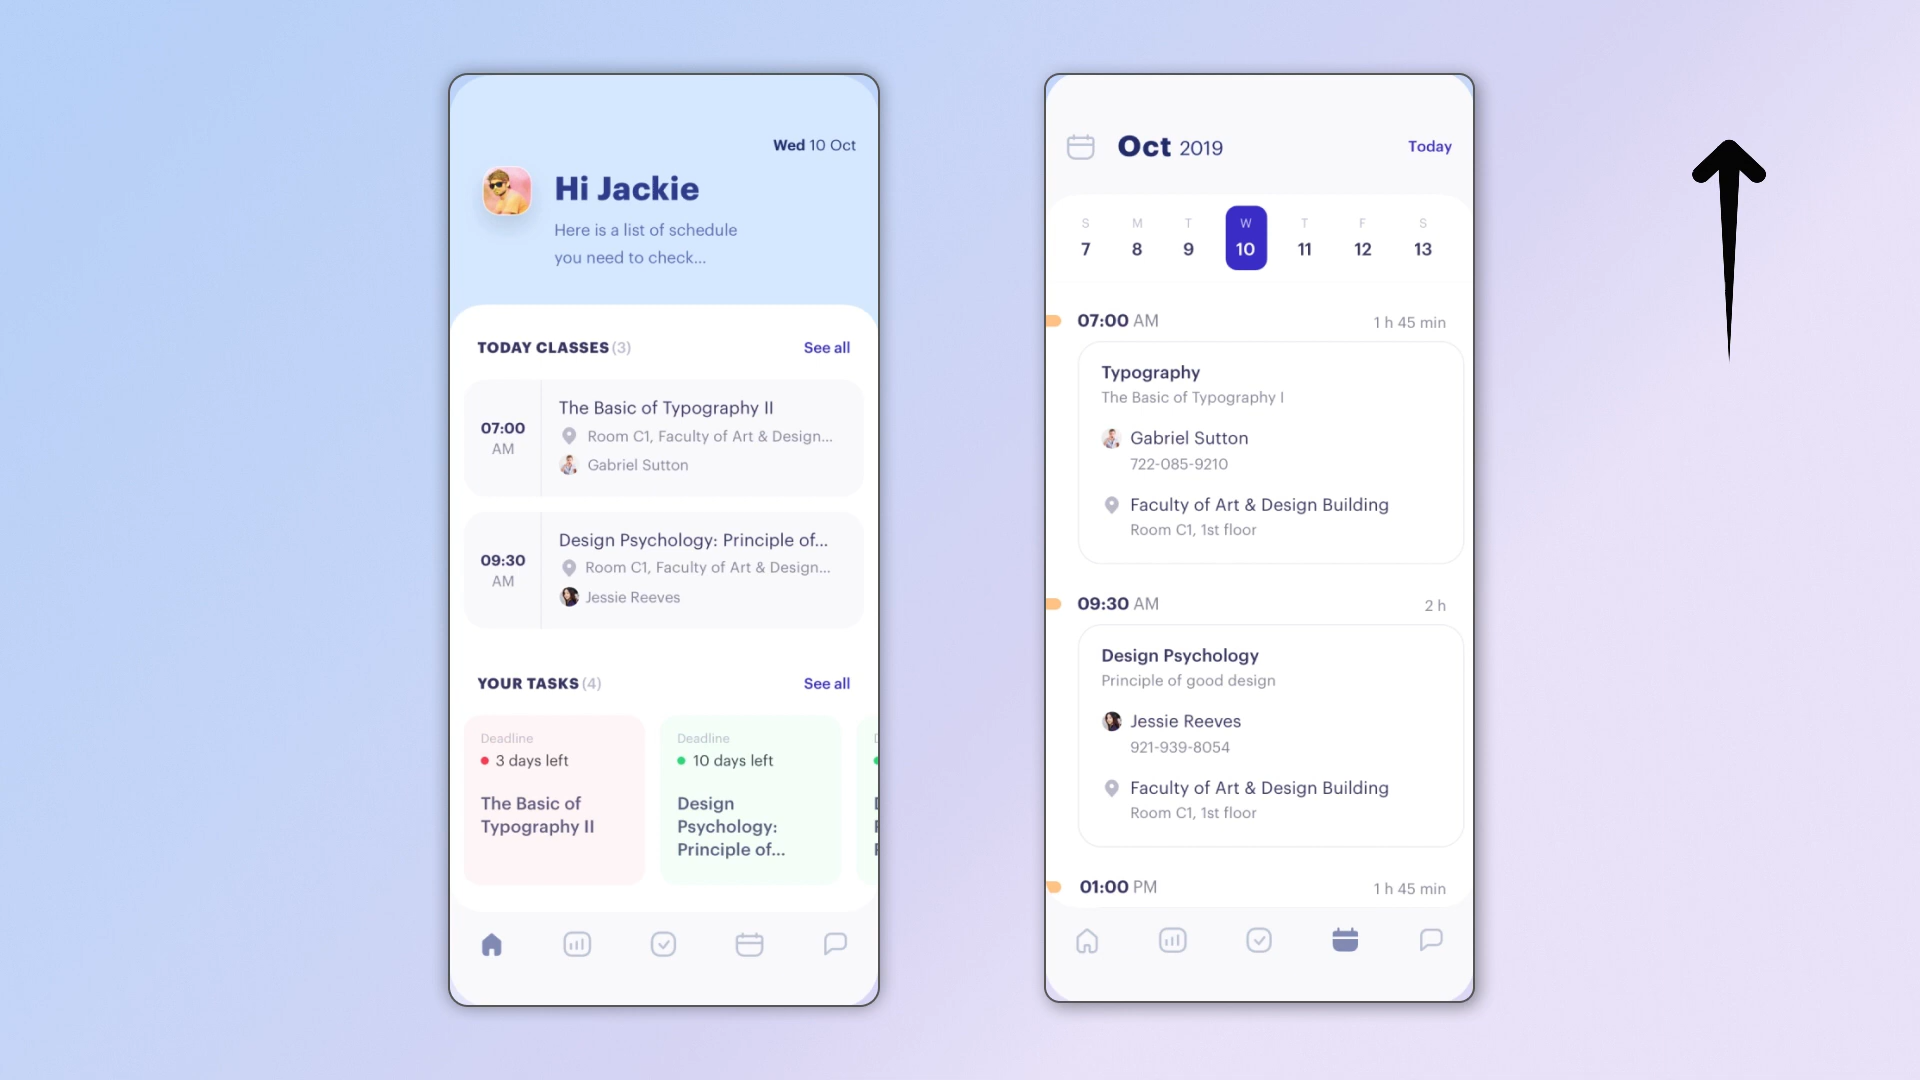 Wed 10 Oct
Hi Jackie
Here is a list of schedule
you need to check...
TODAY CLASSES (3)
See all
07:00
AM
The Basic of Typography II
Room C1, Faculty of Art & Design...
Gabriel Sutton
09:30
AM
Design Psychology: Principle of...
Room C1, Faculty of Art & Design...
Jessie Reeves
YOUR TASKS (4)
See all
Deadline
3 days left
The Basic of
Typography II
Deadline
10 days left
Design
Psychology:
Principle of...
Oct 2019
Today
S M T W T F S
7 8 9 10 11 12 13
07:00 AM
1 h 45 min
Typography
The Basic of Typography I
Gabriel Sutton
722-085-9210
Faculty of Art & Design Building
Room C1, 1st floor
09:30 AM
2 h
Design Psychology
Principle of good design
Jessie Reeves
921-939-8054
Faculty of Art & Design Building
Room C1, 1st floor
01:00 PM
1 h 45 min